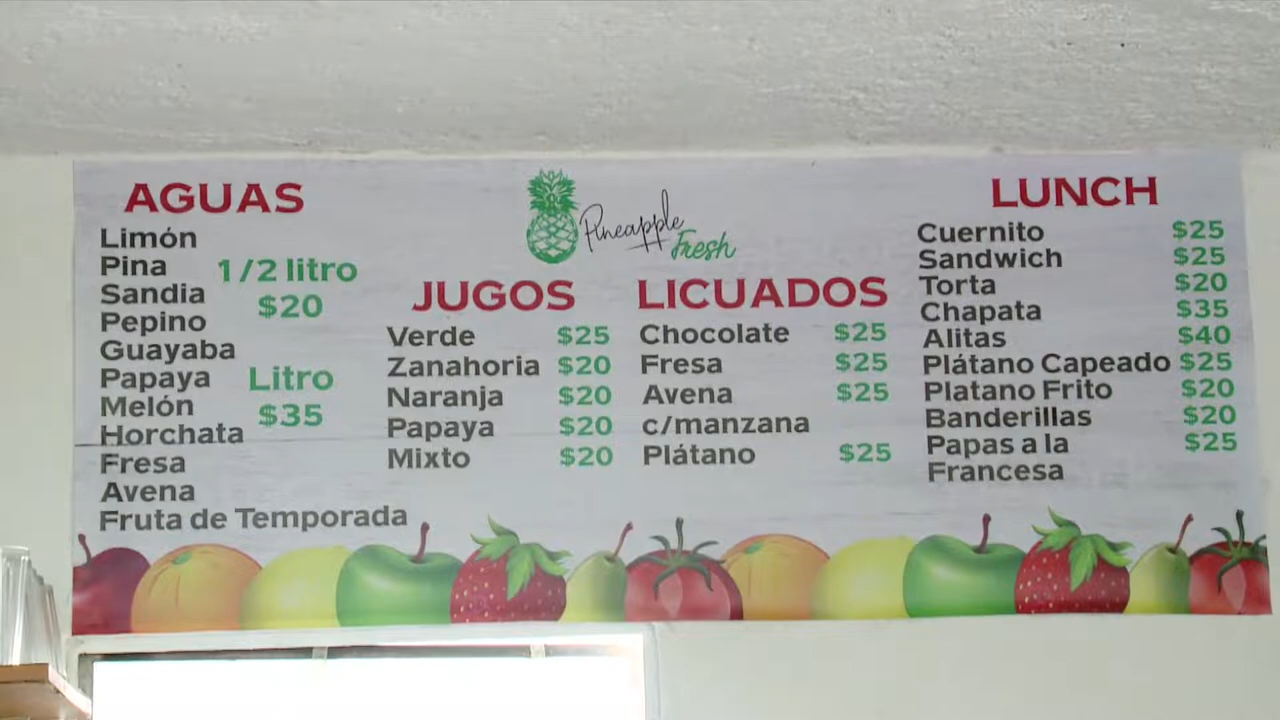 AGUAS
Limón
Pina
Sandia
Pepino
Guayaba
Papaya
Melón
Horchata
Fresa
Avena
Fruta de Temporada
1/2 litro
$20
Litro
$35
Pineapple
Fresh
JUGOS
Verde $25
Zanahoria $20
Naranja $20
Papaya $20
Mixto $20
LICUADOS
Chocolate $25
Fresa $25
Avena $25
c/manzana
Plátano $25
LUNCH
Cuernito $25
Sandwich $25
Torta $20
Chapata $35
Alitas $40
Plátano Capeado $25
Platano Frito $20
Banderillas $20
Papas a la $25
Francesa